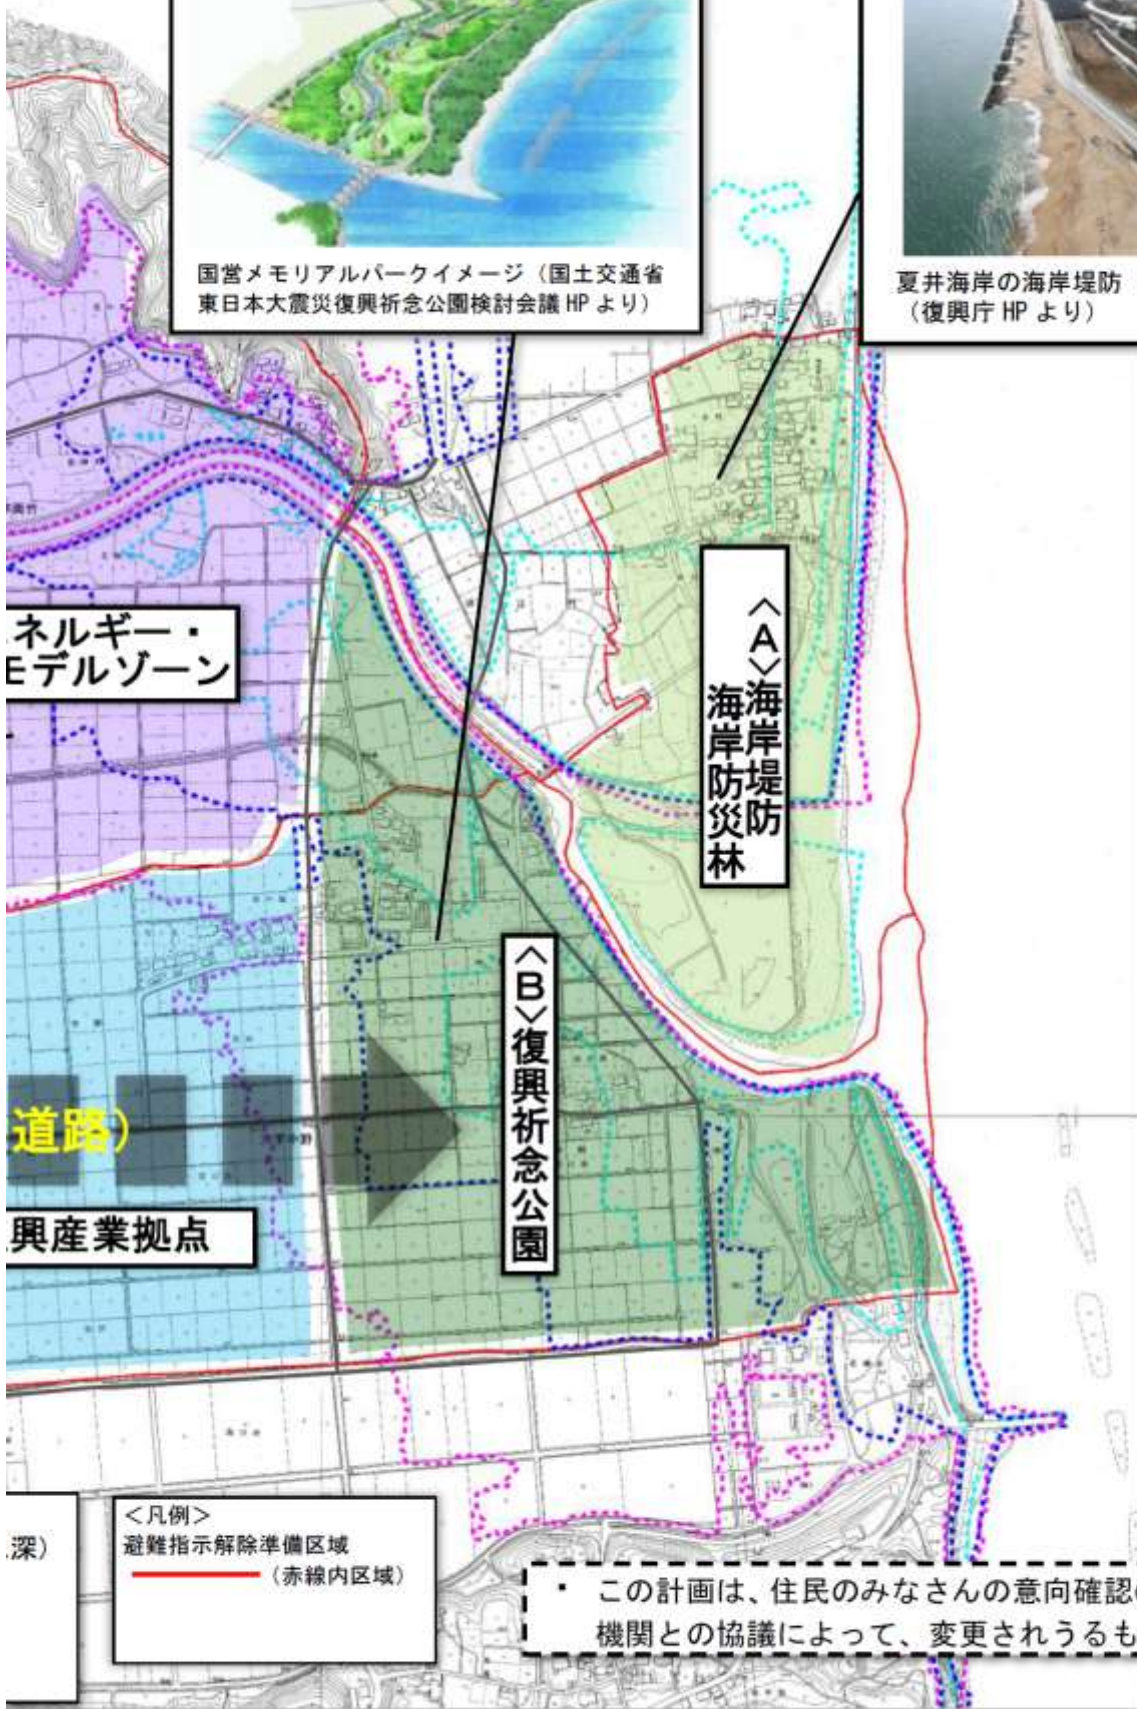 国営メモリアルパークイメージ（国土交通省
東日本大震災復興祈念公園検討会議 HP より）
夏井海岸の海岸堤防
（復興庁 HP より）
ネルギー・
モデルゾーン
＜A＞海岸堤防
海岸防災林
＜B＞復興祈念公園
道路）
興産業拠点
深）
＜凡例＞
避難指示解除準備区域
（赤線内区域）
・ この計画は、住民のみなさんの意向確認
機関との協議によって、変更されうるも